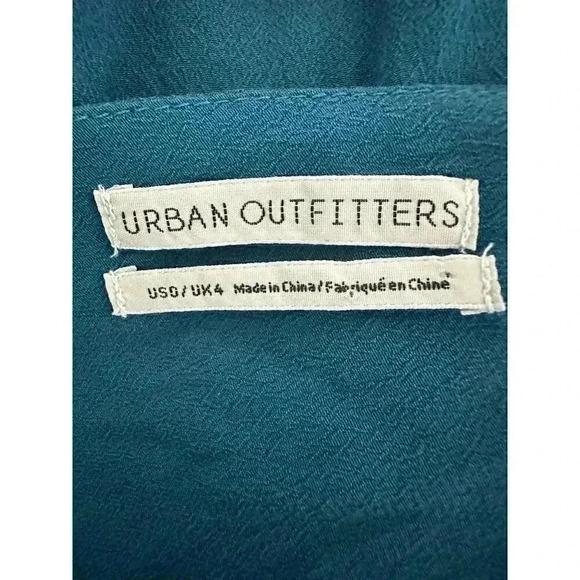 URBAN OUTFITTERS
US0/UK4 Made in China/Fabriqué en Chine